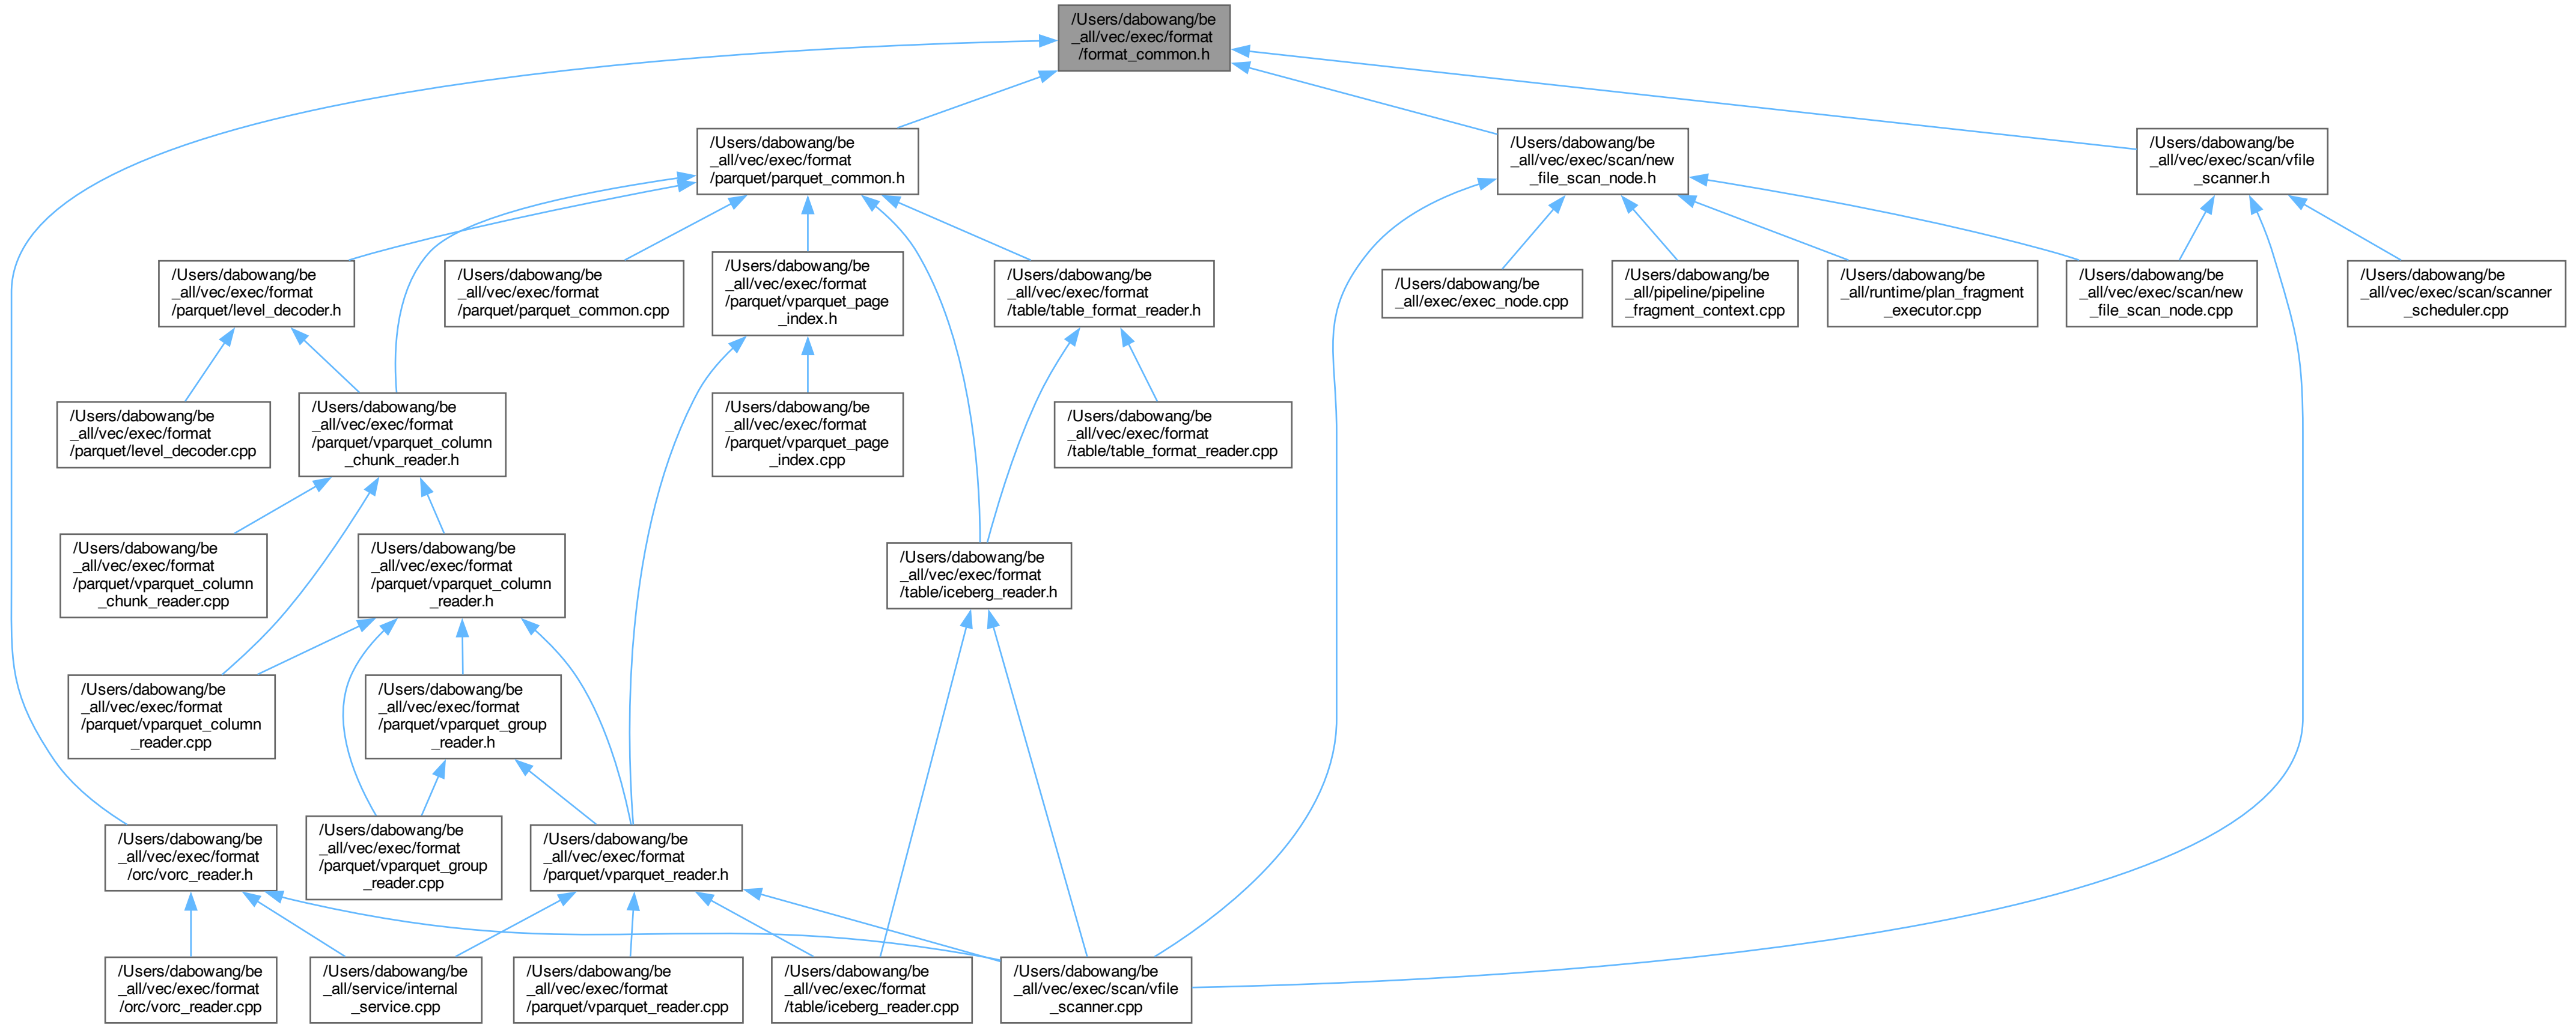 /Users/dabowang/be
_all/vec/exec/format
/format_common.h
/Users/dabowang/be
_all/vec/exec/format
/parquet/parquet_common.h
/Users/dabowang/be
_all/vec/exec/scan/new
_file_scan_node.h
/Users/dabowang/be
_all/vec/exec/scan/vfile
_scanner.h
/Users/dabowang/be
_all/vec/exec/format
/parquet/level_decoder.h
/Users/dabowang/be
_all/vec/exec/format
/parquet/parquet_common.cpp
/Users/dabowang/be
_all/vec/exec/format
/parquet/vparquet_page
_index.h
/Users/dabowang/be
_all/vec/exec/format
/table/table_format_reader.h
/Users/dabowang/be
_all/exec/exec_node.cpp
/Users/dabowang/be
_all/pipeline/pipeline
_fragment_context.cpp
/Users/dabowang/be
_all/runtime/plan_fragment
_executor.cpp
/Users/dabowang/be
_all/vec/exec/scan/new
_file_scan_node.cpp
/Users/dabowang/be
_all/vec/exec/scan/scanner
_scheduler.cpp
/Users/dabowang/be
_all/vec/exec/format
/parquet/level_decoder.cpp
/Users/dabowang/be
_all/vec/exec/format
/parquet/vparquet_column
_chunk_reader.h
/Users/dabowang/be
_all/vec/exec/format
/parquet/vparquet_page
_index.cpp
/Users/dabowang/be
_all/vec/exec/format
/table/table_format_reader.cpp
/Users/dabowang/be
_all/vec/exec/format
/parquet/vparquet_column
_chunk_reader.cpp
/Users/dabowang/be
_all/vec/exec/format
/parquet/vparquet_column
_reader.h
/Users/dabowang/be
_all/vec/exec/format
/table/iceberg_reader.h
/Users/dabowang/be
_all/vec/exec/format
/parquet/vparquet_column
_reader.cpp
/Users/dabowang/be
_all/vec/exec/format
/parquet/vparquet_group
_reader.h
/Users/dabowang/be
_all/vec/exec/format
/orc/vorc_reader.h
/Users/dabowang/be
_all/vec/exec/format
/parquet/vparquet_group
_reader.cpp
/Users/dabowang/be
_all/vec/exec/format
/parquet/vparquet_reader.h
/Users/dabowang/be
_all/vec/exec/format
/orc/vorc_reader.cpp
/Users/dabowang/be
_all/service/internal
_service.cpp
/Users/dabowang/be
_all/vec/exec/format
/parquet/vparquet_reader.cpp
/Users/dabowang/be
_all/vec/exec/format
/table/iceberg_reader.cpp
/Users/dabowang/be
_all/vec/exec/scan/vfile
_scanner.cpp